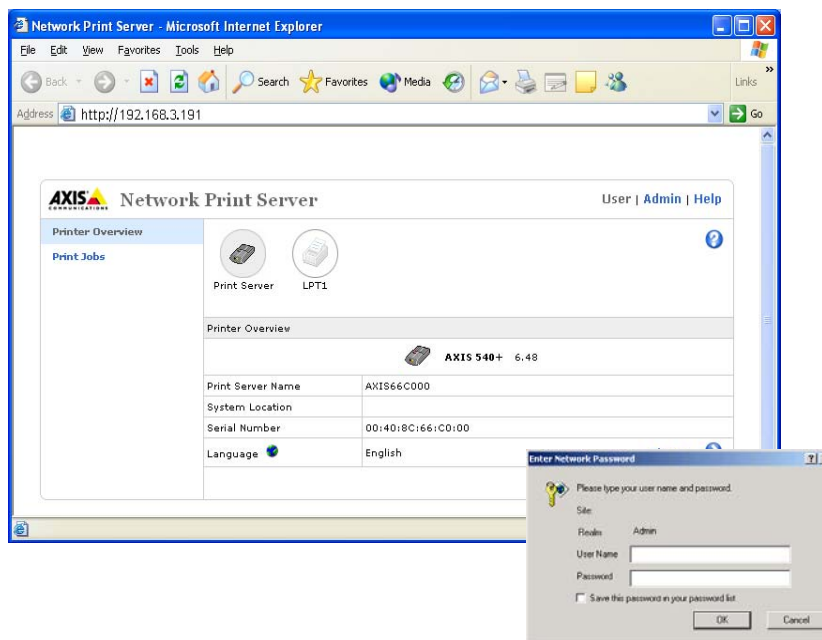 Network Print Server - Microsoft Internet Explorer
File Edit View Favorites Tools Help
Back Search Favorites Media Links
Address http://192.168.3.191 Go
AXIS COMMUNICATIONS Network Print Server User | Admin | Help
Printer Overview
Print Jobs
Print Server LPT1
Printer Overview
AXIS 540+ 6.48
Print Server Name AXIS66C000
System Location
Serial Number 00:40:8C:66:C0:00
Language English
Enter Network Password
Please type your user name and password.
Site:
Realm Admin
User Name
Password
Save this password in your password list
OK Cancel